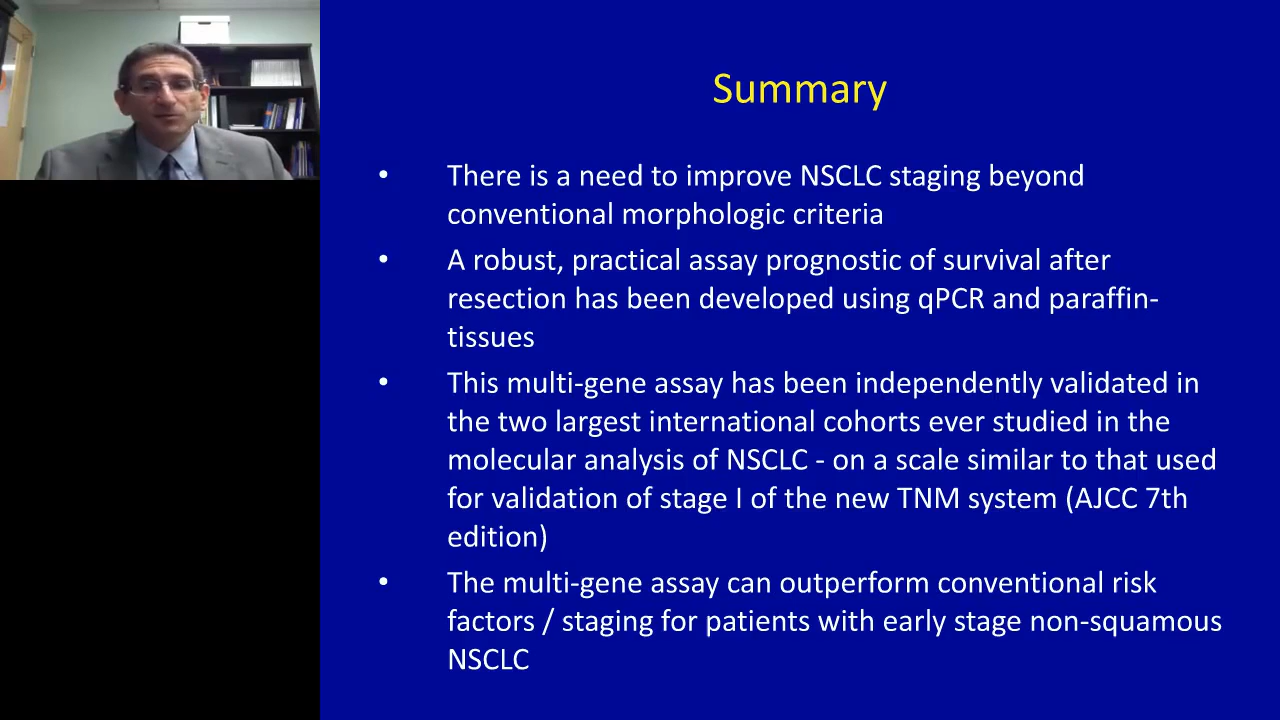 Summary
• There is a need to improve NSCLC staging beyond
conventional morphologic criteria
• A robust, practical assay prognostic of survival after
resection has been developed using qPCR and paraffin-
tissues
• This multi-gene assay has been independently validated in
the two largest international cohorts ever studied in the
molecular analysis of NSCLC - on a scale similar to that used
for validation of stage I of the new TNM system (AJCC 7th
edition)
• The multi-gene assay can outperform conventional risk
factors / staging for patients with early stage non-squamous
NSCLC